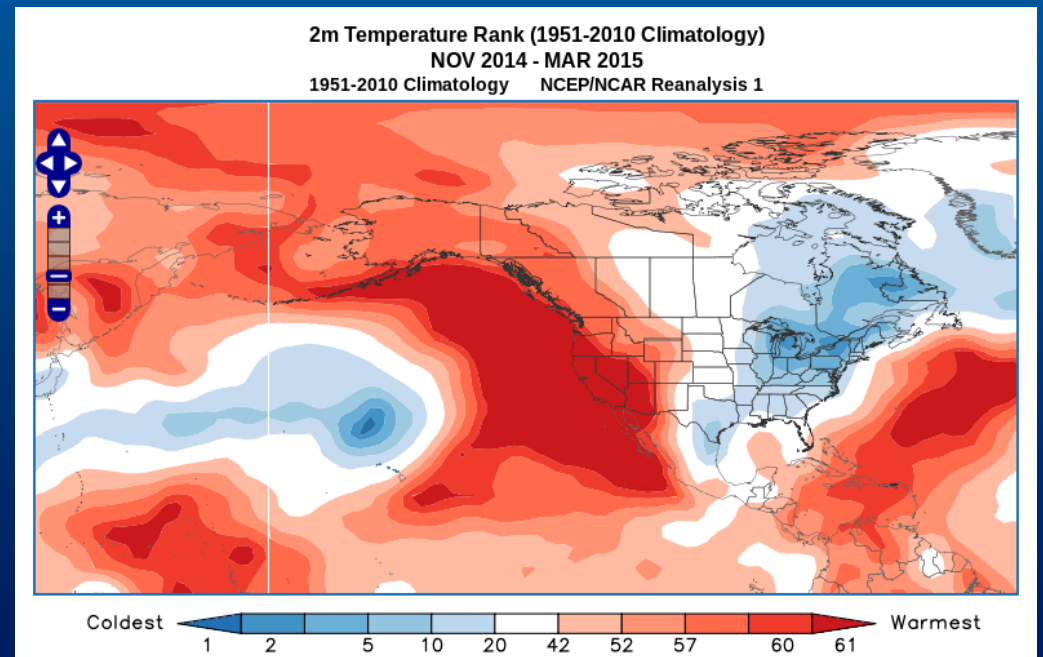 2m Temperature Rank (1951-2010 Climatology)
NOV 2014 - MAR 2015
1951-2010 Climatology NCEP/NCAR Reanalysis 1
Coldest Warmest
1 2 5 10 20 42 52 57 60 61